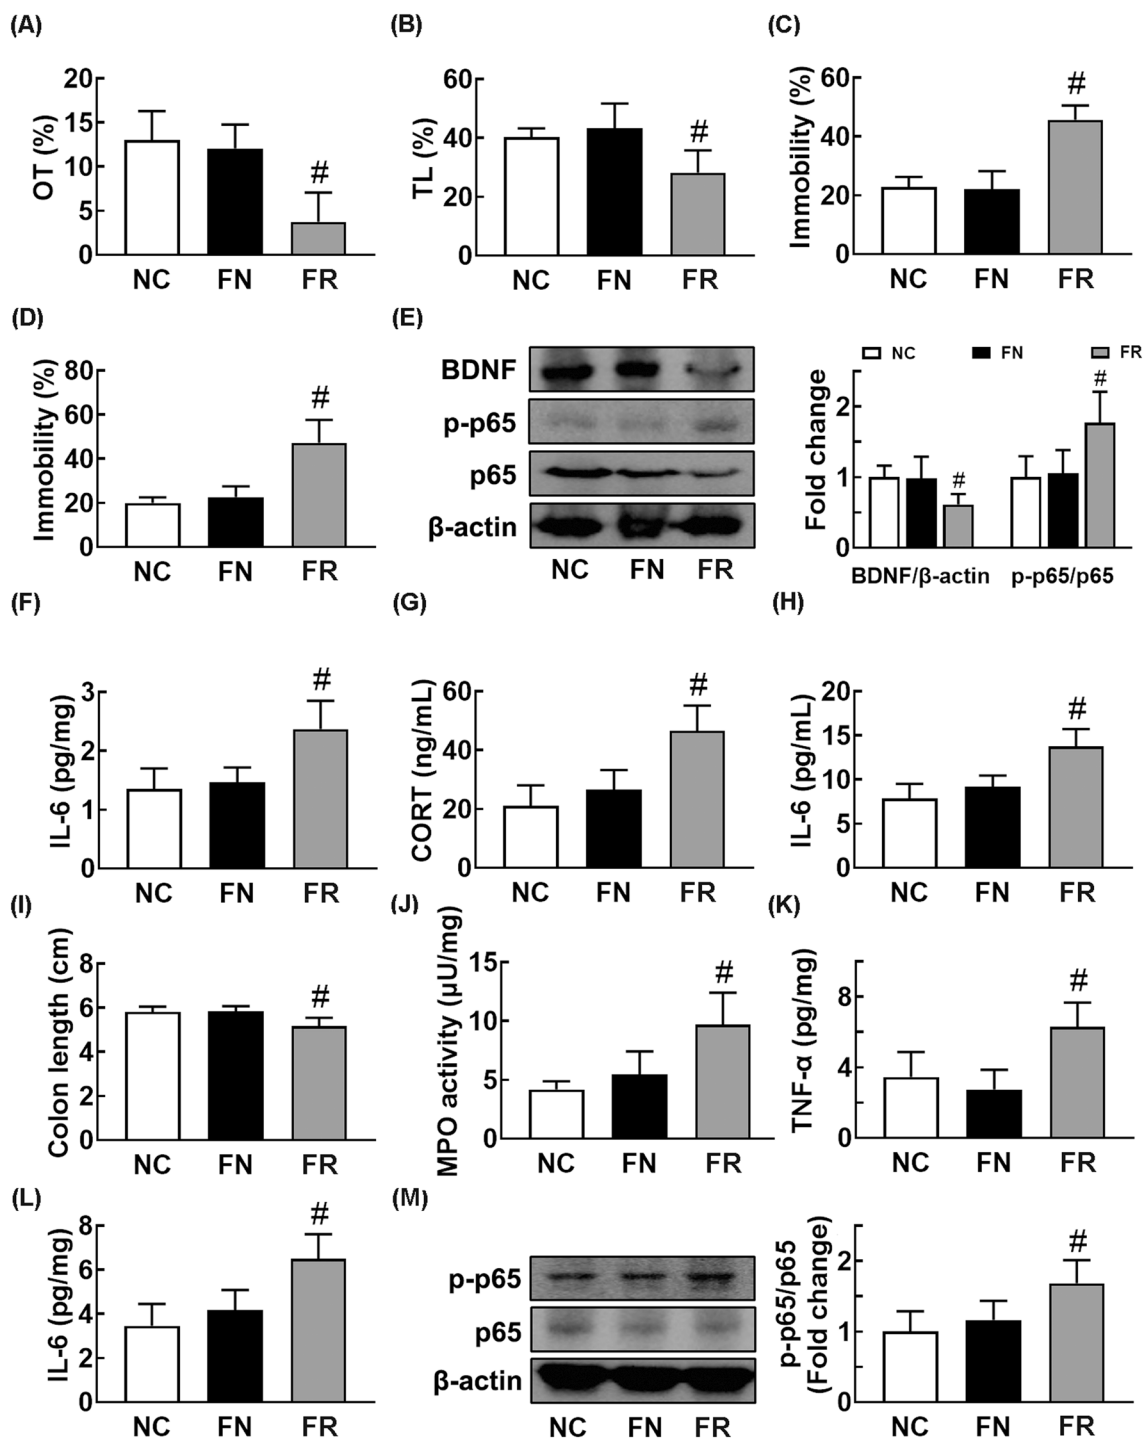 (A)
OT (%)
20
15
10
5
0
NC FN FR
#
(B)
TL (%)
60
40
20
0
NC FN FR
#
(C)
Immobility (%)
60
40
20
0
NC FN FR
#
(D)
Immobility (%)
80
60
40
20
0
NC FN FR
#
(E)
BDNF
p-p65
p65
β-actin
NC FN FR
NC FN FR
Fold change
2
1
0
#
#
BDNF/β-actin p-p65/p65
(F)
IL-6 (pg/mg)
3
2
1
0
NC FN FR
#
(G)
CORT (ng/mL)
60
40
20
0
NC FN FR
#
(H)
IL-6 (pg/mL)
20
15
10
5
0
NC FN FR
#
(I)
Colon length (cm)
8
6
4
2
0
NC FN FR
#
(J)
MPO activity (μU/mg)
15
10
5
0
NC FN FR
#
(K)
TNF-α (pg/mg)
8
4
0
NC FN FR
#
(L)
IL-6 (pg/mg)
8
6
4
2
0
NC FN FR
#
(M)
p-p65
p65
β-actin
NC FN FR
p-p65/p65
(Fold change)
2
1
0
NC FN FR
#